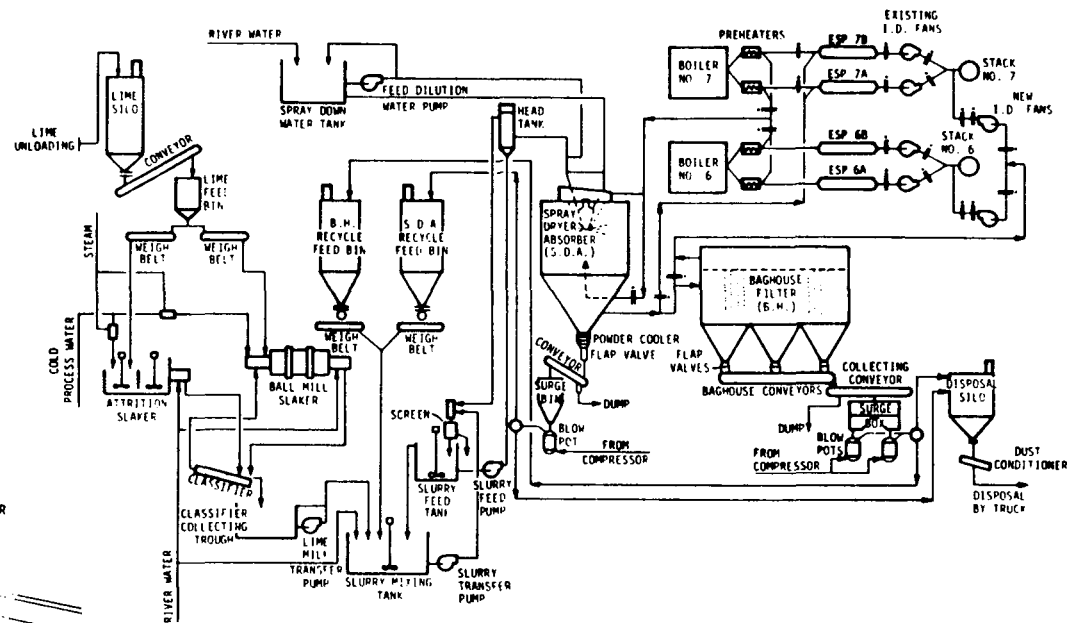 RIVER WATER
SPRAY DOWN
WATER TANK
FEED DILUTION
WATER PUMP
LIME
SILO
LIME
UNLOADING
CONVEYOR
LIME
FEED
BIN
STEAM
WEIGH
BELT
WEIGH
BELT
COLD
PROCESS WATER
ATTRITION
SLAKER
BALL MILL
SLAKER
CLASSIFIER
CLASSIFIER
COLLECTING
TROUGH
RIVER WATER
R
B.H.
RECYCLE
FEED BIN
S D A
RECYCLE
FEED BIN
WEIGH
BELT
WEIGH
BELT
HEAD
TANK
SCREEN
SLURRY
FEED
TANK
SLURRY
FEED
PUMP
LIME
MILK
TRANSFER
PUMP
SLURRY MIXING
TANK
SLURRY
TRANSFER
PUMP
SPRAY
DRYER
ABSORBER
(S.D.A.)
POWDER COOLER
FLAP VALVE
CONVEYOR
SURGE
BIN
DUMP
BLOW
POT
FROM
COMPRESSOR
PREHEATERS
BOILER
NO. 7
BOILER
NO. 6
ESP 7B
ESP 7A
ESP 6B
ESP 6A
EXISTING
I.D. FANS
STACK
NO. 7
NEW
I.D FANS
STACK
NO. 6
BAGHOUSE
FILTER
(B.H.)
FLAP
VALVES
BAGHOUSE CONVEYORS
COLLECTING
CONVEYOR
SURGE
BOX
DUMP
BLOW
POTS
FROM
COMPRESSOR
DISPOSAL
SILO
DUST
CONDITIONER
DISPOSAL
BY TRUCK